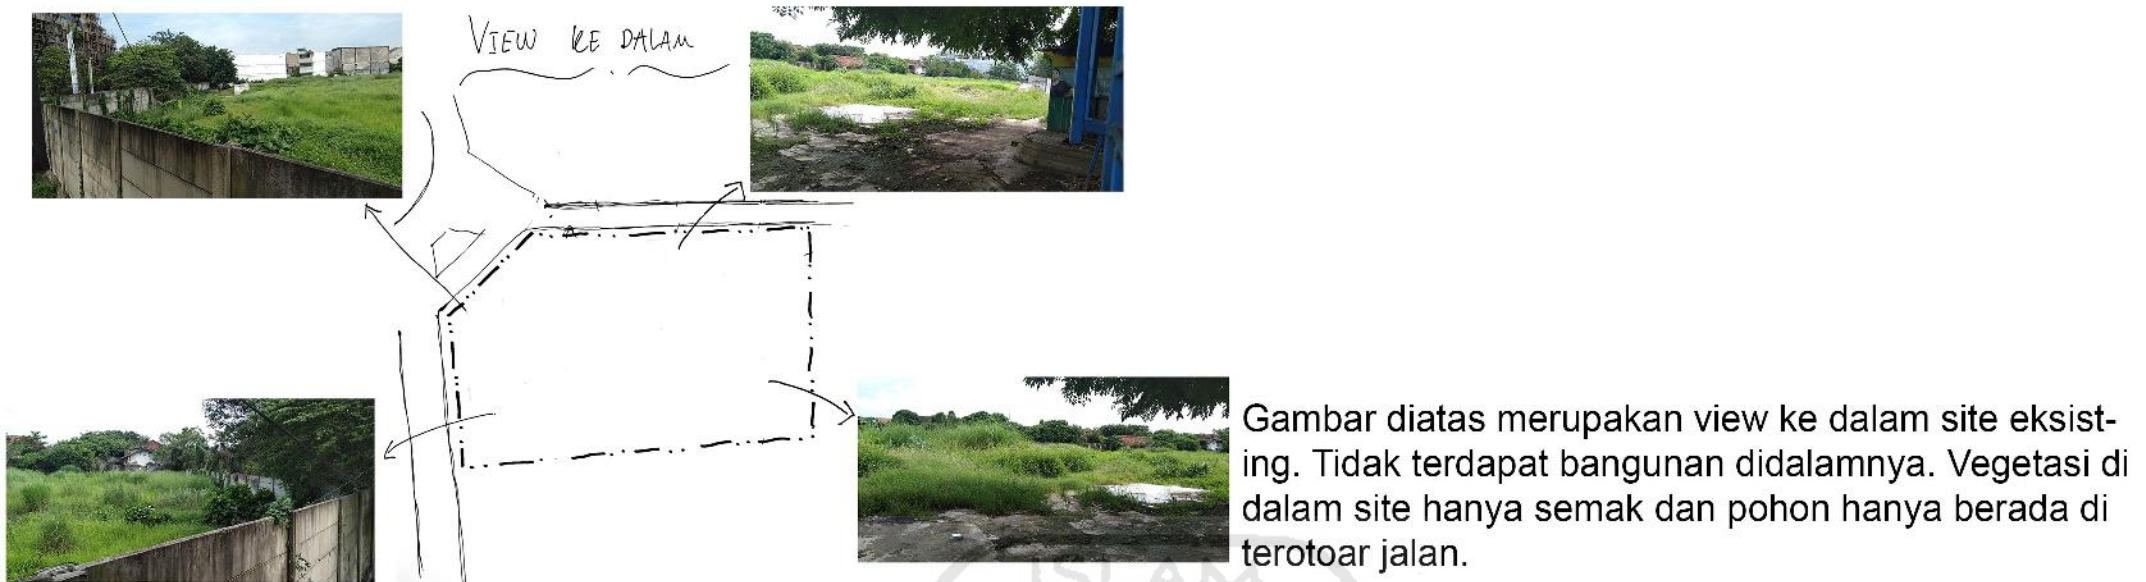 VIEW KE DALAM
Gambar diatas merupakan view ke dalam site eksist-
ing. Tidak terdapat bangunan didalamnya. Vegetasi di
dalam site hanya semak dan pohon hanya berada di
terotoar jalan.
ISLAM